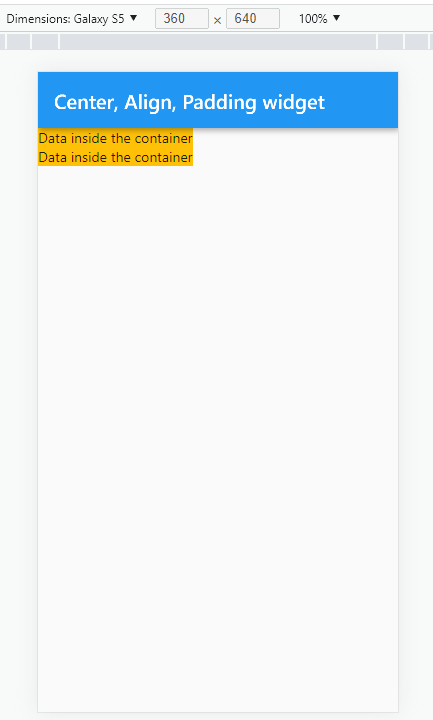 Dimensions: Galaxy S5 ▼ 360 × 640 100% ▼
Center, Align, Padding widget
Data inside the container
Data inside the container